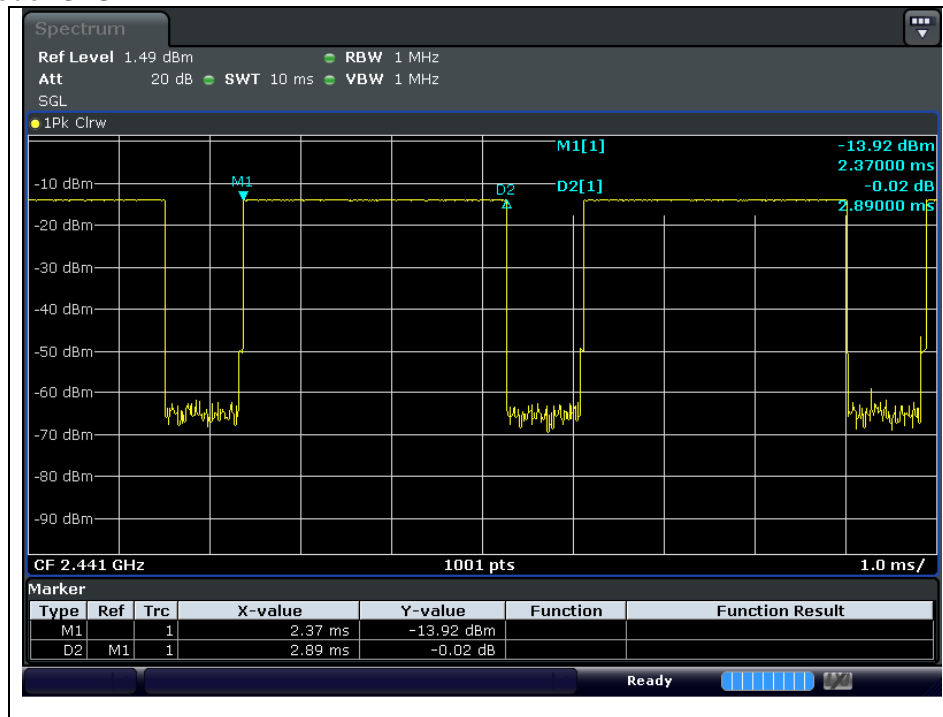 Spectrum
Ref Level 1.49 dBm RBW 1 MHz
Att 20 dB SWT 10 ms VBW 1 MHz
SGL
1Pk Clrw
M1[1] -13.92 dBm
2.37000 ms
-10 dBm M1 D2 D2[1] -0.02 dB
2.89000 ms
-20 dBm
-30 dBm
-40 dBm
-50 dBm
-60 dBm
-70 dBm
-80 dBm
-90 dBm
CF 2.441 GHz 1001 pts 1.0 ms/
Marker
Type Ref Trc X-value Y-value Function Function Result
M1 1 2.37 ms -13.92 dBm
D2 M1 1 2.89 ms -0.02 dB
Ready